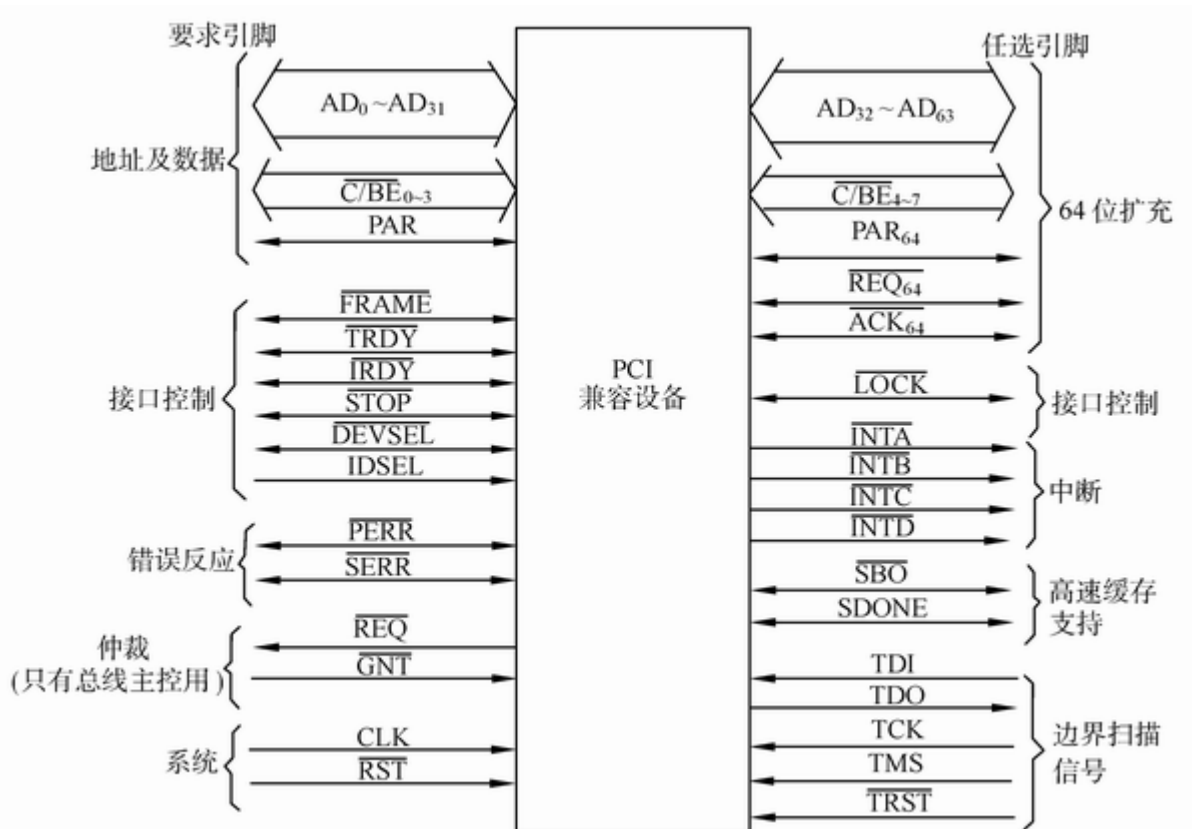 要求引脚
AD₀~AD₃₁
地址及数据
C/BE₀~₃
PAR
FRAME
TRDY
IRDY
接口控制
STOP
DEVSEL
IDSEL
PERR
错误反应
SERR
仲裁
(只有总线主控用)
REQ
GNT
CLK
系统
RST
PCI
兼容设备
任选引脚
AD₃₂~AD₆₃
C/BE₄~₇
64 位扩充
PAR₆₄
REQ₆₄
ACK₆₄
LOCK
接口控制
INTA
INTB
中断
INTC
INTD
SBO
高速缓存
支持
SDONE
TDI
TDO
TCK
边界扫描
信号
TMS
TRST